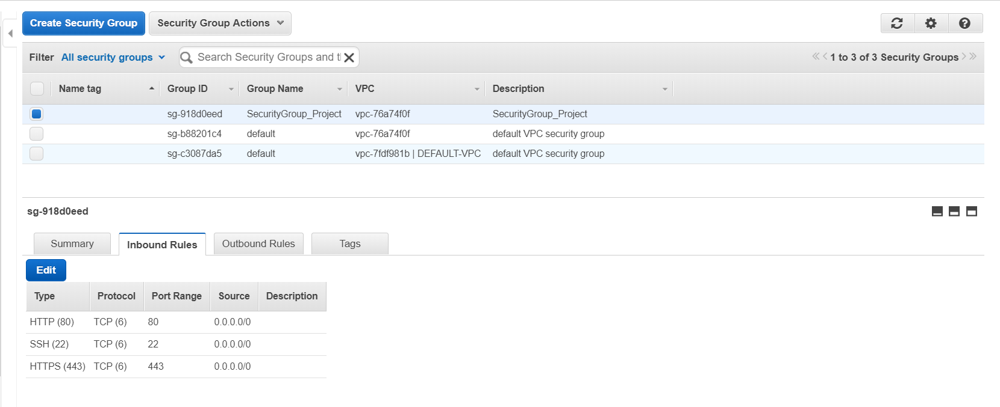 Create Security Group Security Group Actions
Filter All security groups Search Security Groups and t 1 to 3 of 3 Security Groups
Name tag Group ID Group Name VPC Description
sg-918d0eed SecurityGroup_Project vpc-76a74f0f SecurityGroup_Project
sg-b88201c4 default vpc-76a74f0f default VPC security group
sg-c3087da5 default vpc-7fdf981b | DEFAULT-VPC default VPC security group
sg-918d0eed
Summary Inbound Rules Outbound Rules Tags
Edit
Type Protocol Port Range Source Description
HTTP (80) TCP (6) 80 0.0.0.0/0
SSH (22) TCP (6) 22 0.0.0.0/0
HTTPS (443) TCP (6) 443 0.0.0.0/0